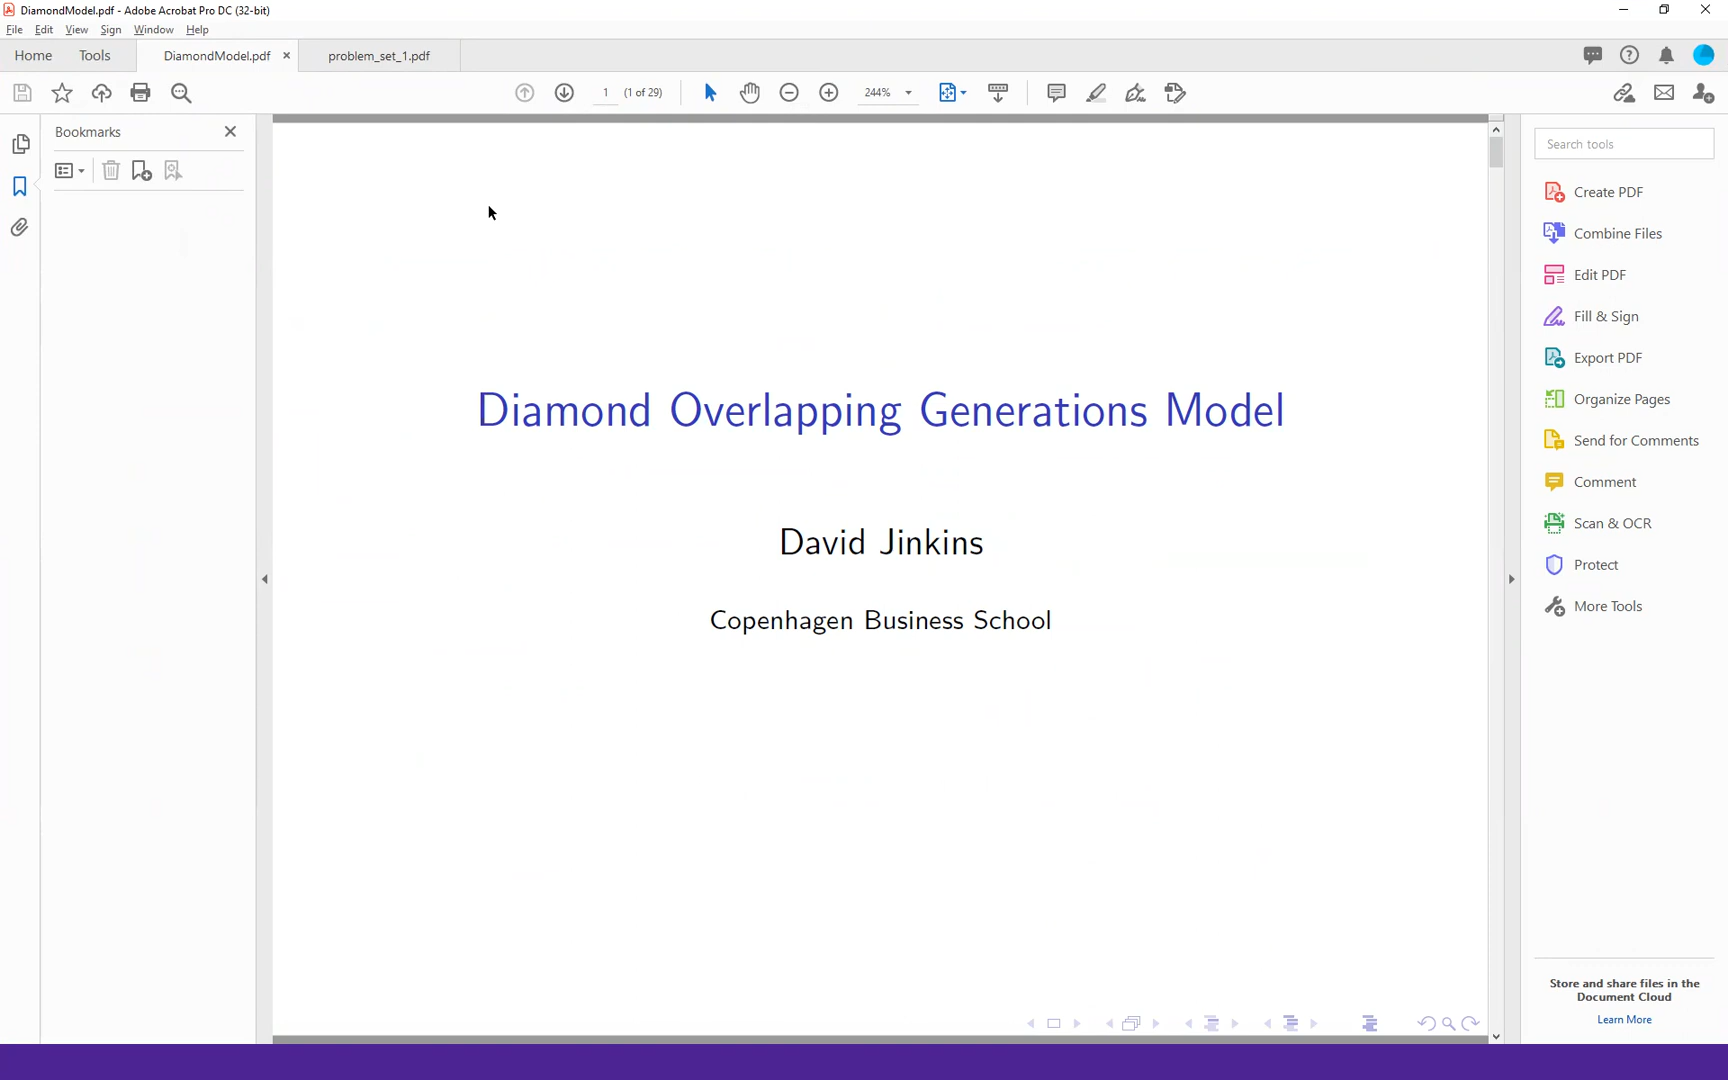 DiamondModel.pdf - Adobe Acrobat Pro DC (32-bit)
File Edit View Sign Window Help
Home Tools DiamondModel.pdf × problem_set_1.pdf
1 (1 of 29) 244%
Bookmarks
Search tools
Create PDF
Combine Files
Edit PDF
Fill & Sign
Export PDF
Organize Pages
Send for Comments
Comment
Scan & OCR
Protect
More Tools
Diamond Overlapping Generations Model
David Jinkins
Copenhagen Business School
Store and share files in the
Document Cloud
Learn More